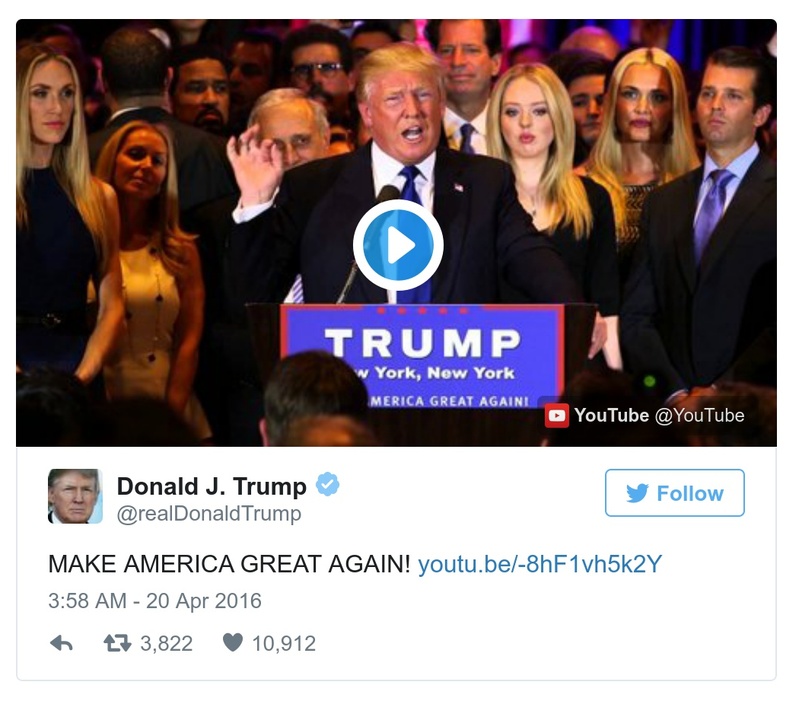 TRUMP
w York, New York
MERICA GREAT AGAIN!
YouTube @YouTube
Donald J. Trump
@realDonaldTrump
Follow
MAKE AMERICA GREAT AGAIN! youtu.be/-8hF1vh5k2Y
3:58 AM - 20 Apr 2016
3,822 10,912